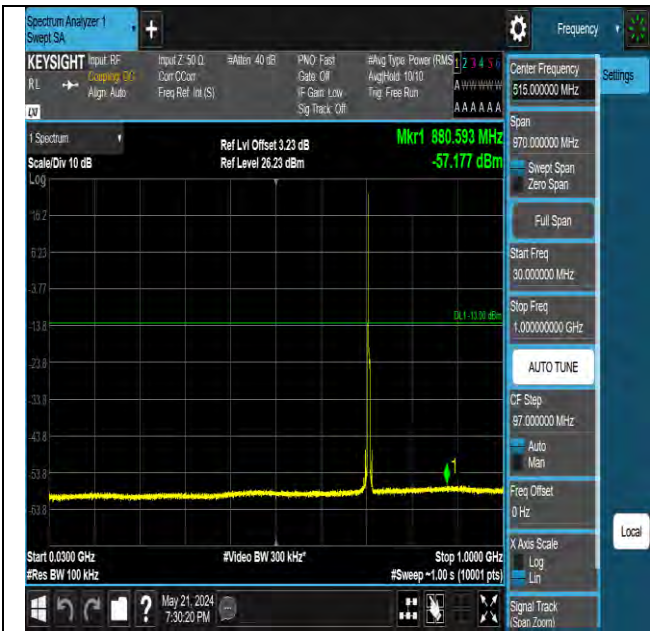 Spectrum Analyzer 1
Swept SA
+
Frequency
KEYSIGHT
RL
Input: RF
Coupling: DC
Align: Auto
Input Z: 50 Ω
Corr CCorr
Freq Ref: Int (S)
#Atten: 40 dB
PNO: Fast
Gate: Off
IF Gain: Low
Sig Track: Off
#Avg Type: Power (RMS
Avg|Hold: 10/10
Trig: Free Run
1 2 3 4 5 6
A W W W W W
A A A A A A
1 Spectrum
Scale/Div 10 dB
Log
Ref Lvl Offset 3.23 dB
Ref Level 26.23 dBm
Mkr1 880.593 MHz
-57.177 dBm
16.2
6.23
-3.77
-13.8
-23.8
-33.8
-43.8
-53.8
-63.8
DL1 -13.00 dBm
1
Start 0.0300 GHz
#Res BW 100 kHz
#Video BW 300 kHz*
Stop 1.0000 GHz
#Sweep ~1.00 s (10001 pts)
May 21, 2024
7:30:20 PM
?
Center Frequency
515.000000 MHz
Span
970.000000 MHz
Swept Span
Zero Span
Full Span
Start Freq
30.000000 MHz
Stop Freq
1.000000000 GHz
AUTO TUNE
CF Step
97.000000 MHz
Auto
Man
Freq Offset
0 Hz
X Axis Scale
Log
Lin
Signal Track
(Span Zoom)
Settings
Local